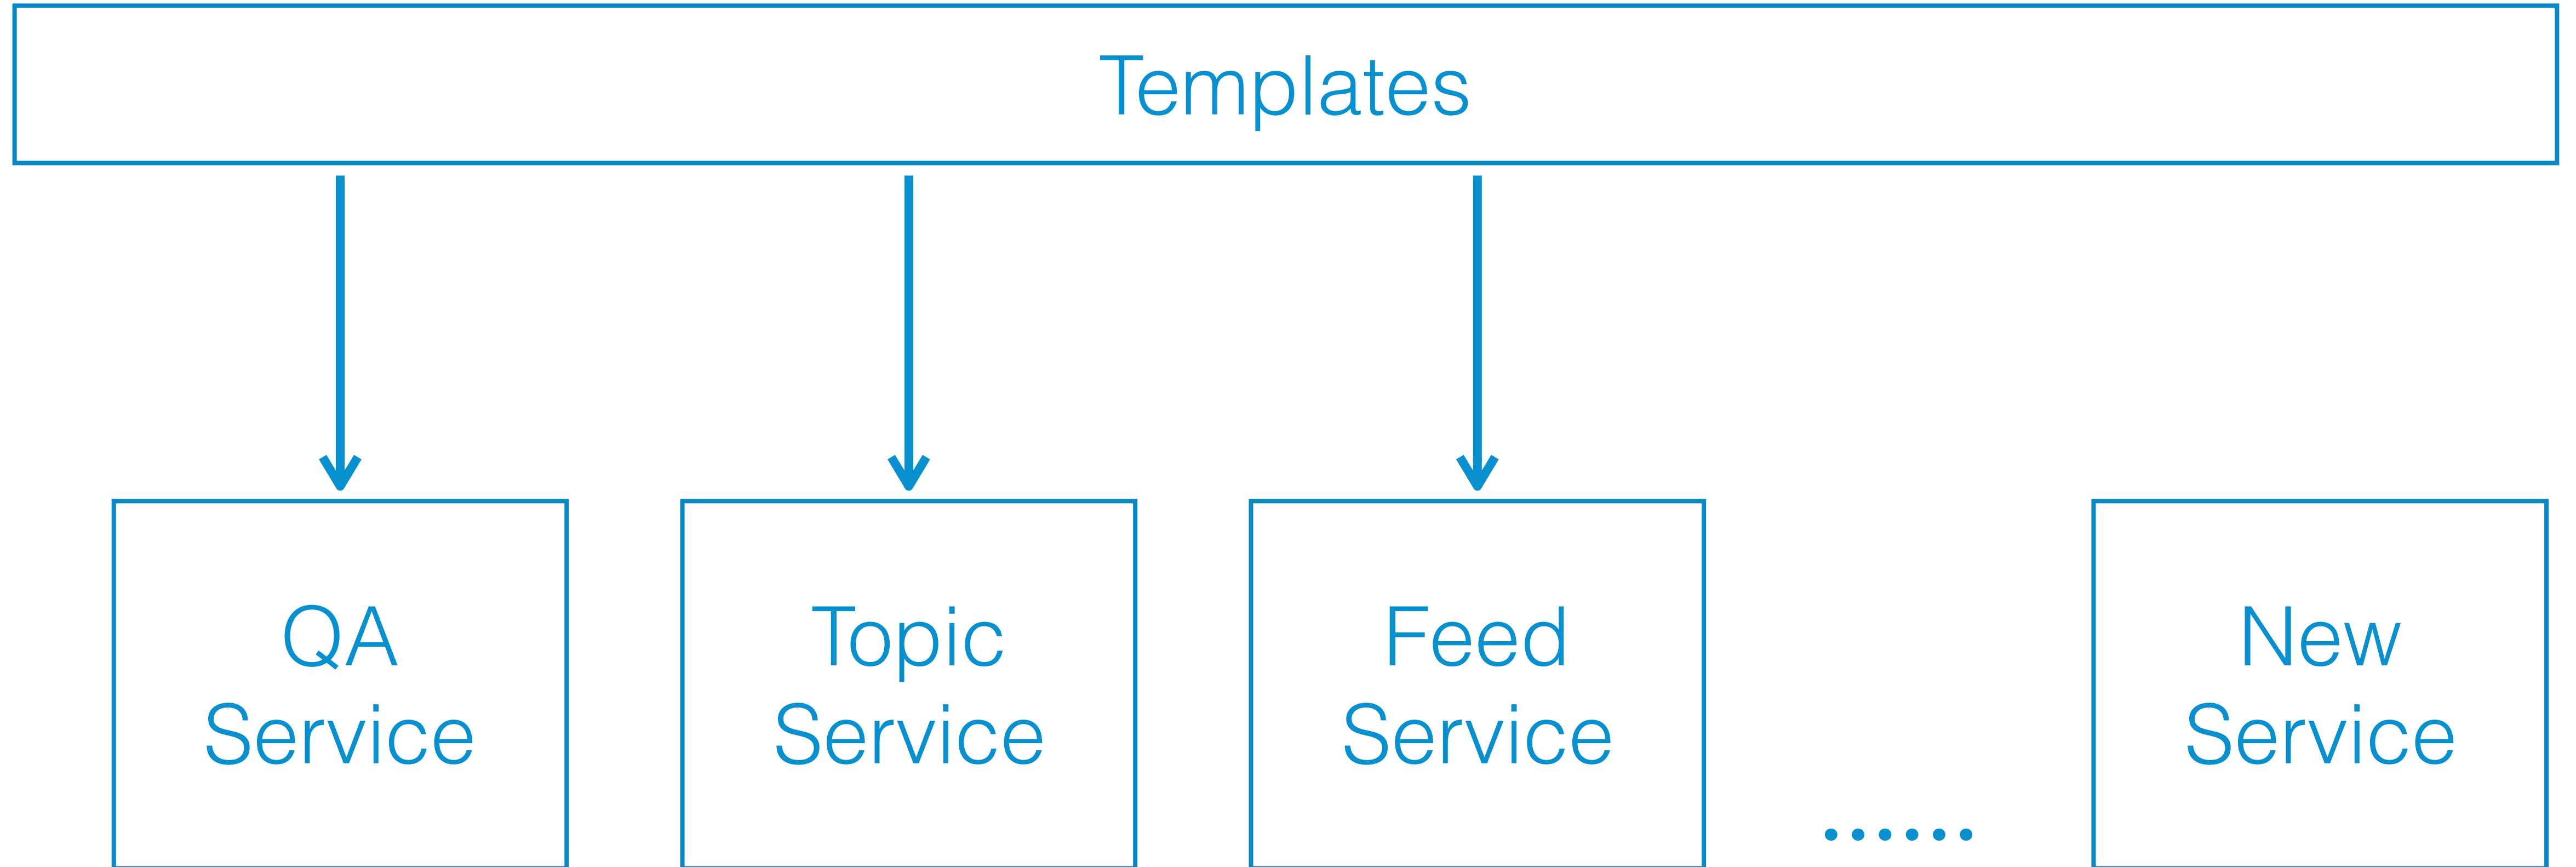 Templates
QA
Service
Topic
Service
Feed
Service
......
New
Service